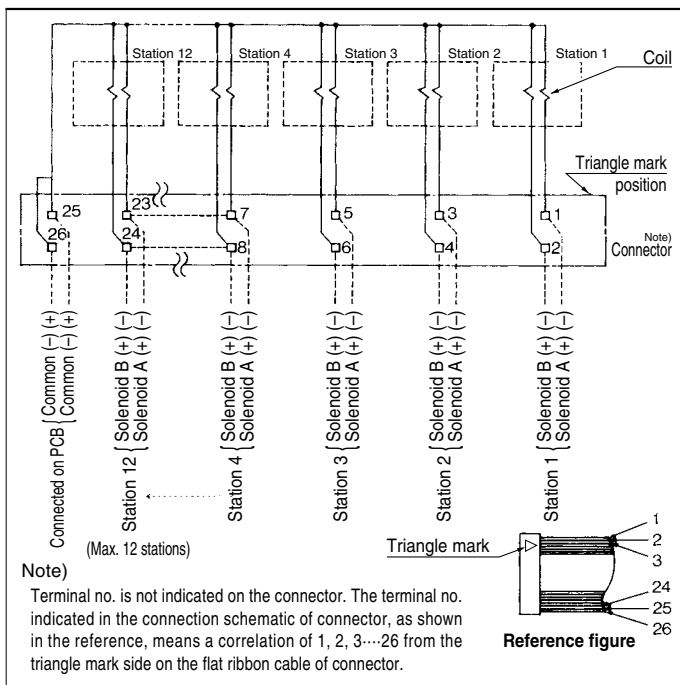 Station 12
Station 4
Station 3
Station 2
Station 1
Coil
Triangle mark
position
25
23
7
5
3
1
Note)
Connector
26
24
8
6
4
2
Connected on PCB { Common (–) (+)
Common (–) (+)
Station 12 { Solenoid B (+) (–)
Solenoid A (+) (–)
Station 4 { Solenoid B (+) (–)
Solenoid A (+) (–)
Station 3 { Solenoid B (+) (–)
Solenoid A (+) (–)
Station 2 { Solenoid B (+) (–)
Solenoid A (+) (–)
Station 1 { Solenoid B (+) (–)
Solenoid A (+) (–)
(Max. 12 stations)
Triangle mark
1
2
3
24
25
26
Reference figure
Note)
Terminal no. is not indicated on the connector. The terminal no.
indicated in the connection schematic of connector, as shown
in the reference, means a correlation of 1, 2, 3····26 from the
triangle mark side on the flat ribbon cable of connector.